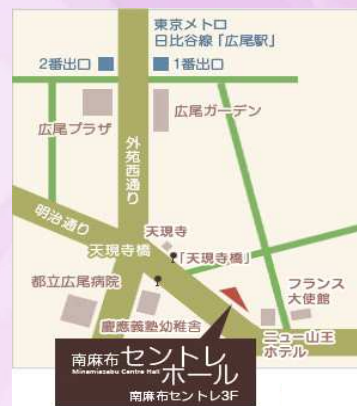 東京メトロ
日比谷線「広尾駅」
2番出口
1番出口
広尾プラザ
広尾ガーデン
外苑西通り
明治通り
天現寺
天現寺橋
「天現寺橋」
都立広尾病院
慶應義塾幼稚舎
フランス
大使館
ニュー山王
ホテル
南麻布セントレ
Minamiazabu Centre Hall
ホール
南麻布セントレ3F